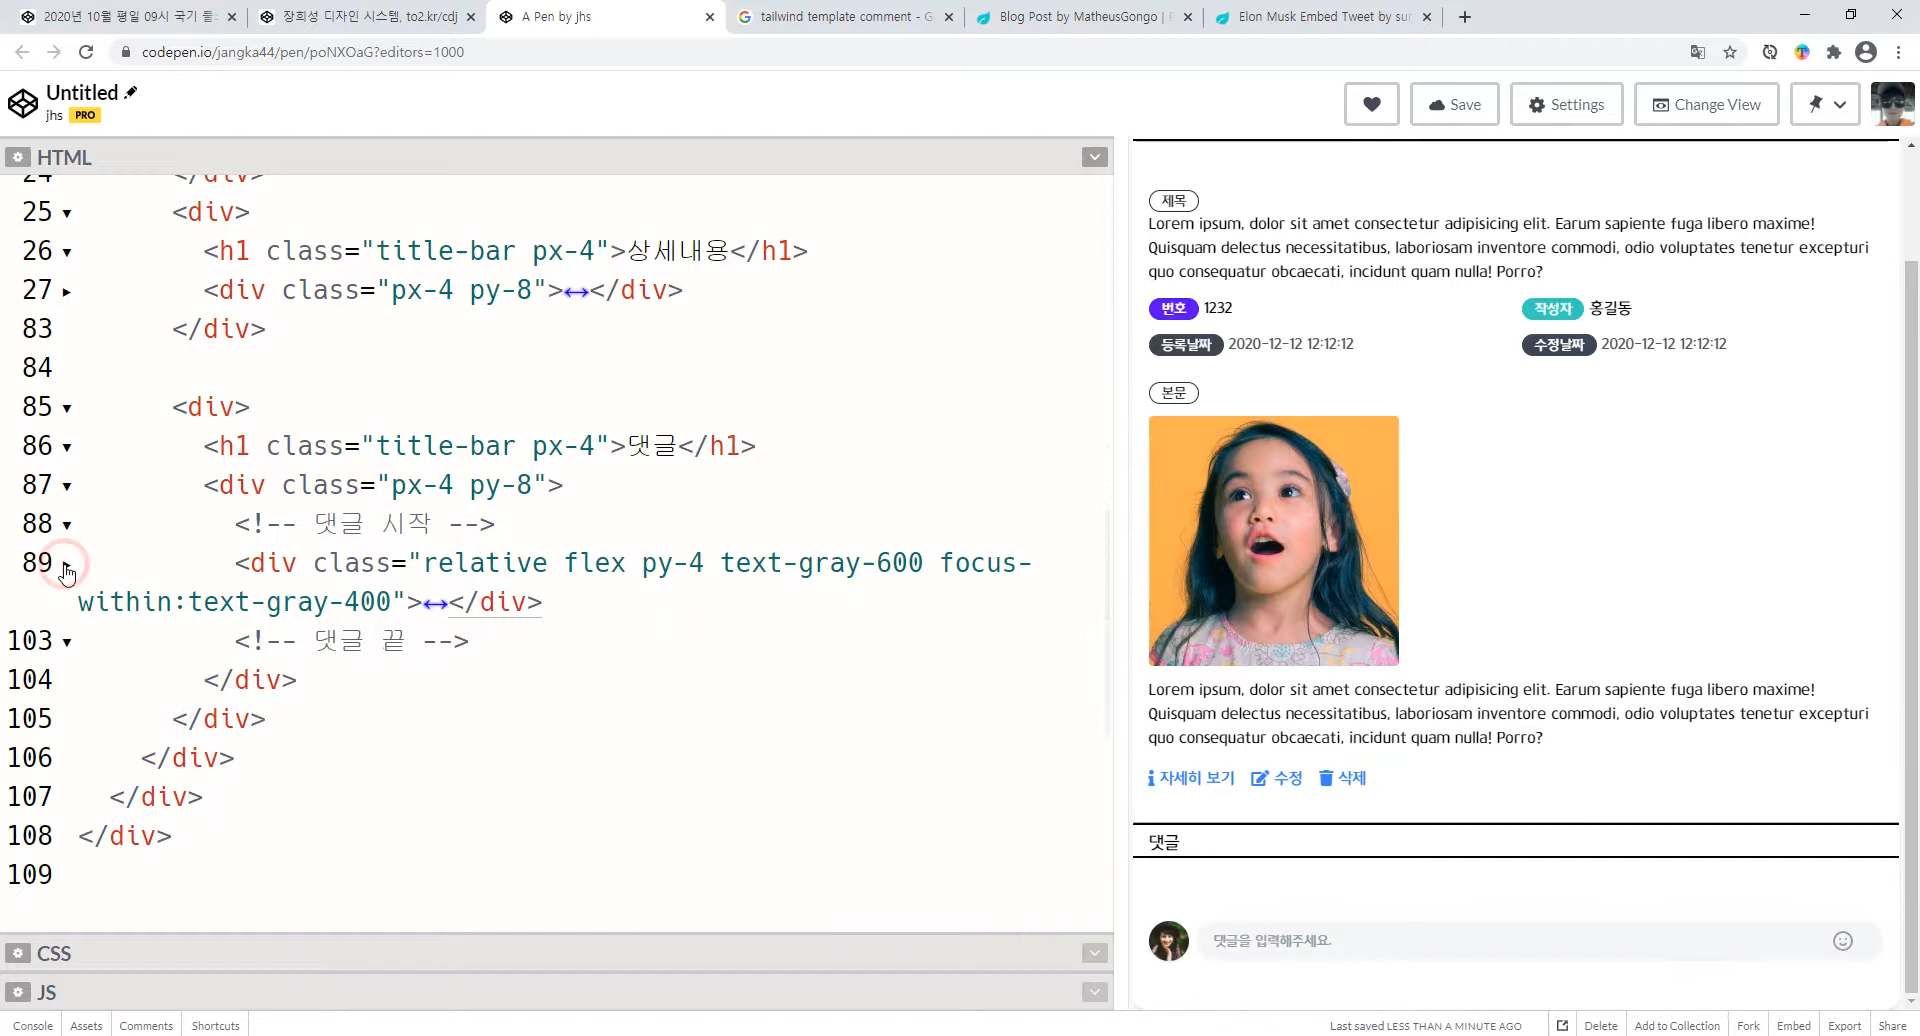 2020년 10월 평일 09시 국기
장희성 디자인 시스템, to2.kr/cdj
A Pen by jhs
tailwind template comment - G
Blog Post by MatheusGongo |
Elon Musk Embed Tweet by sur
codepen.io/jangka44/pen/poNXOaG?editors=1000
Untitled
jhs PRO
Save
Settings
Change View
HTML
24 </div>
25 <div>
26 <h1 class="title-bar px-4">상세내용</h1>
27 <div class="px-4 py-8">↔</div>
83 </div>
84
85 <div>
86 <h1 class="title-bar px-4">댓글</h1>
87 <div class="px-4 py-8">
88 <!-- 댓글 시작 -->
89 <div class="relative flex py-4 text-gray-600 focus-
within:text-gray-400">↔</div>
103 <!-- 댓글 끝 -->
104 </div>
105 </div>
106 </div>
107 </div>
108 </div>
109
CSS
JS
제목
Lorem ipsum, dolor sit amet consectetur adipisicing elit. Earum sapiente fuga libero maxime!
Quisquam delectus necessitatibus, laboriosam inventore commodi, odio voluptates tenetur excepturi
quo consequatur obcaecati, incidunt quam nulla! Porro?
번호 1232 작성자 홍길동
등록날짜 2020-12-12 12:12:12 수정날짜 2020-12-12 12:12:12
본문
Lorem ipsum, dolor sit amet consectetur adipisicing elit. Earum sapiente fuga libero maxime!
Quisquam delectus necessitatibus, laboriosam inventore commodi, odio voluptates tenetur excepturi
quo consequatur obcaecati, incidunt quam nulla! Porro?
자세히 보기 수정 삭제
댓글
댓글을 입력해주세요.
Console Assets Comments Shortcuts
Last saved LESS THAN A MINUTE AGO Delete Add to Collection Fork Embed Export Share